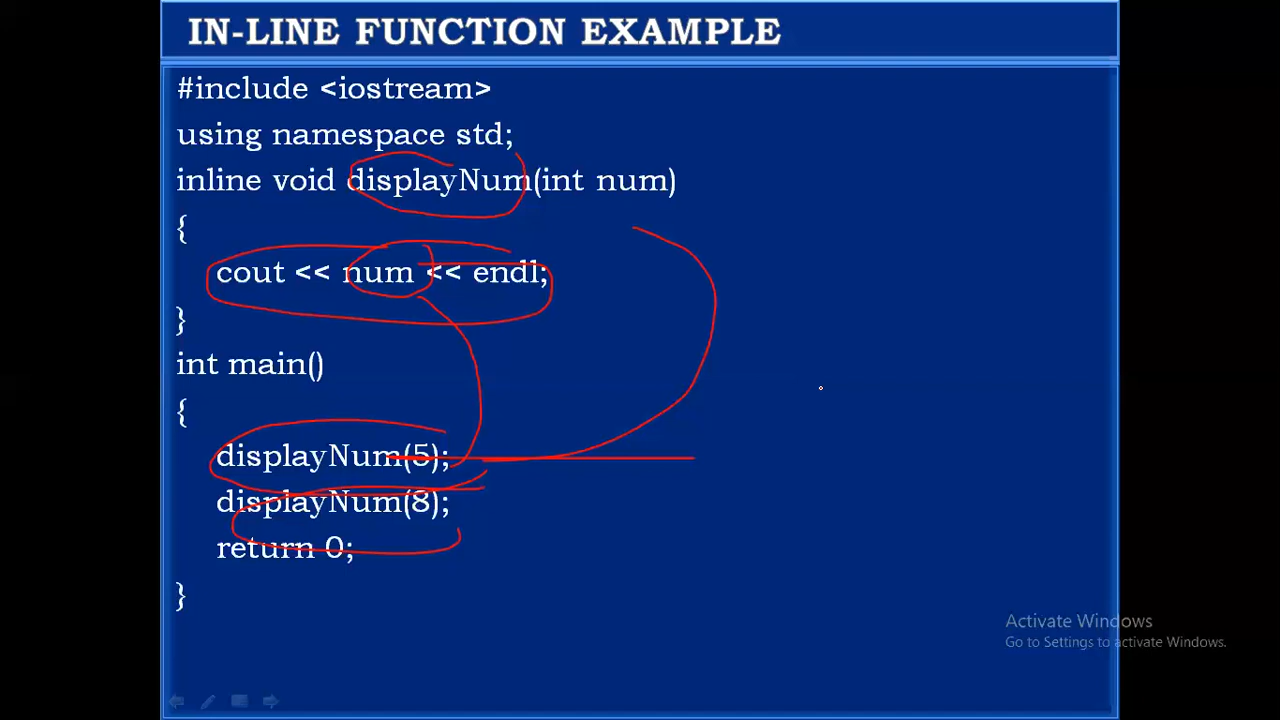 IN-LINE FUNCTION EXAMPLE
#include <iostream>
using namespace std;
inline void displayNum(int num)
{
cout << num << endl;
}
int main()
{
displayNum(5);
displayNum(8);
return 0;
}
Activate Windows
Go to Settings to activate Windows.